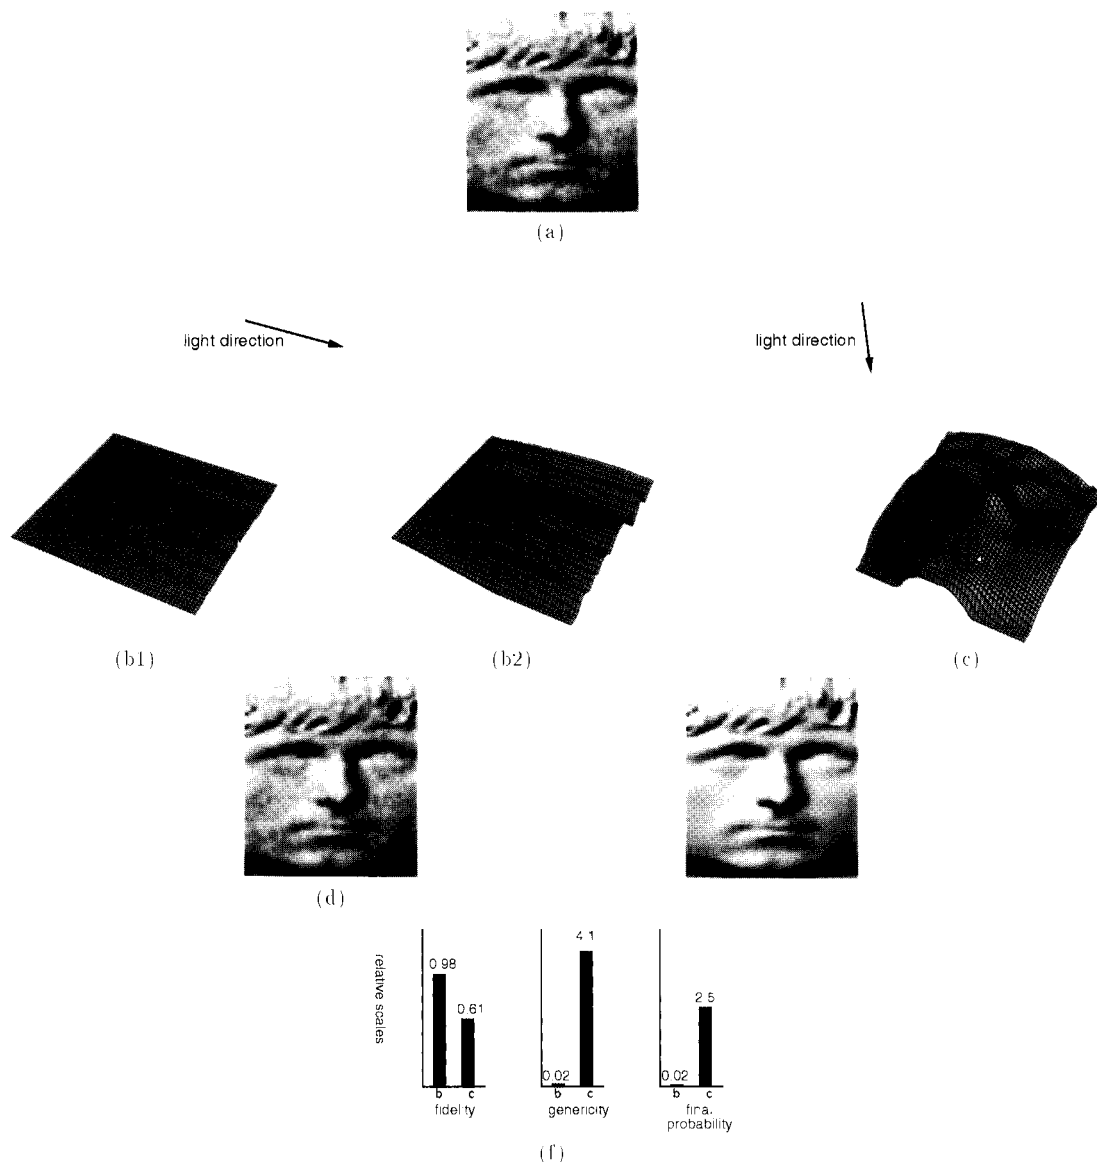 (a)
light direction
light direction
(b1)
(b2)
(c)
(d)
relative scales
0.98
0.61
b
c
fidelity
4.1
0.02
b
c
genericity
2.5
0.02
b
c
fina.
probability
(f)